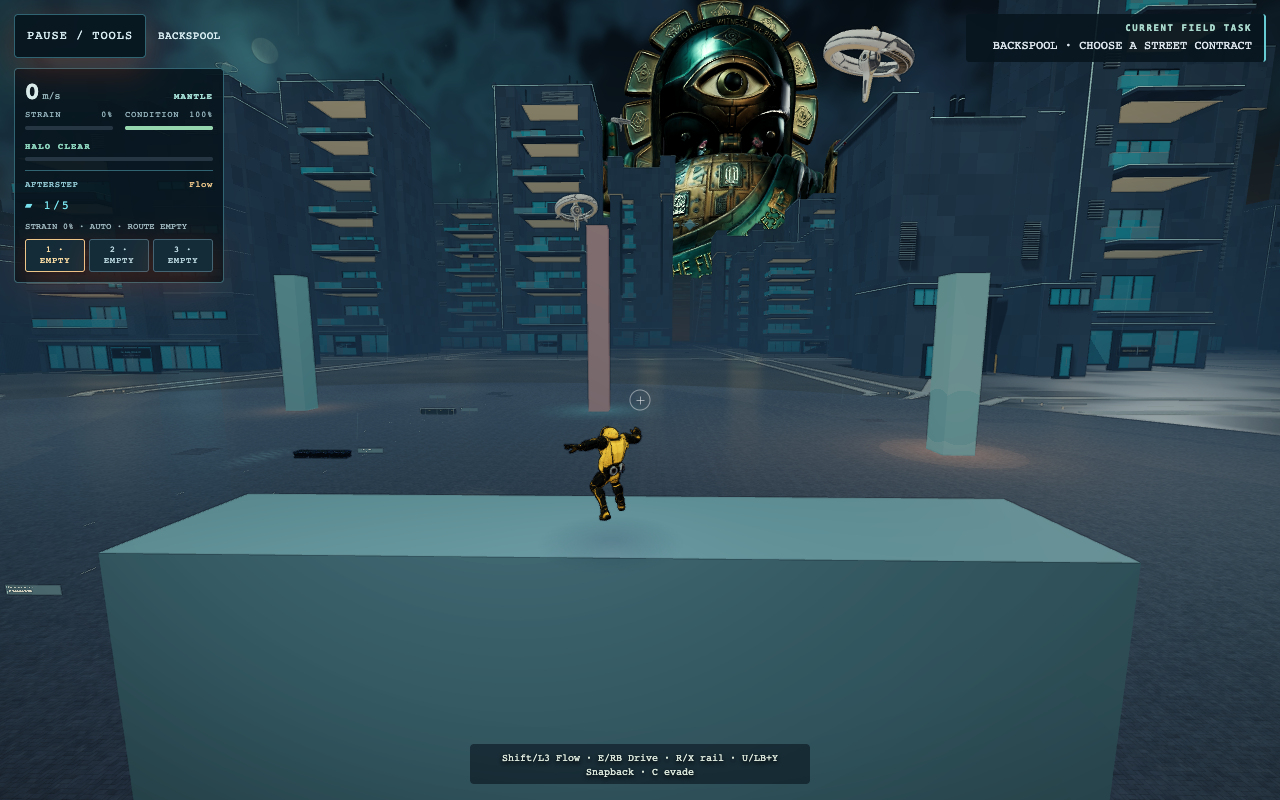 PAUSE / TOOLS
BACKSPOOL
CURRENT FIELD TASK
BACKSPOOL · CHOOSE A STREET CONTRACT
0 m/s
MANTLE
STRAIN 0%
CONDITION 100%
HALO CLEAR
AFTERSTEP
Flow
1/5
STRAIN 0% · AUTO · ROUTE EMPTY
1 · EMPTY
2 · EMPTY
3 · EMPTY
Shift/L3 Flow · E/RB Drive · R/X rail · U/LB+Y
Snapback · C evade